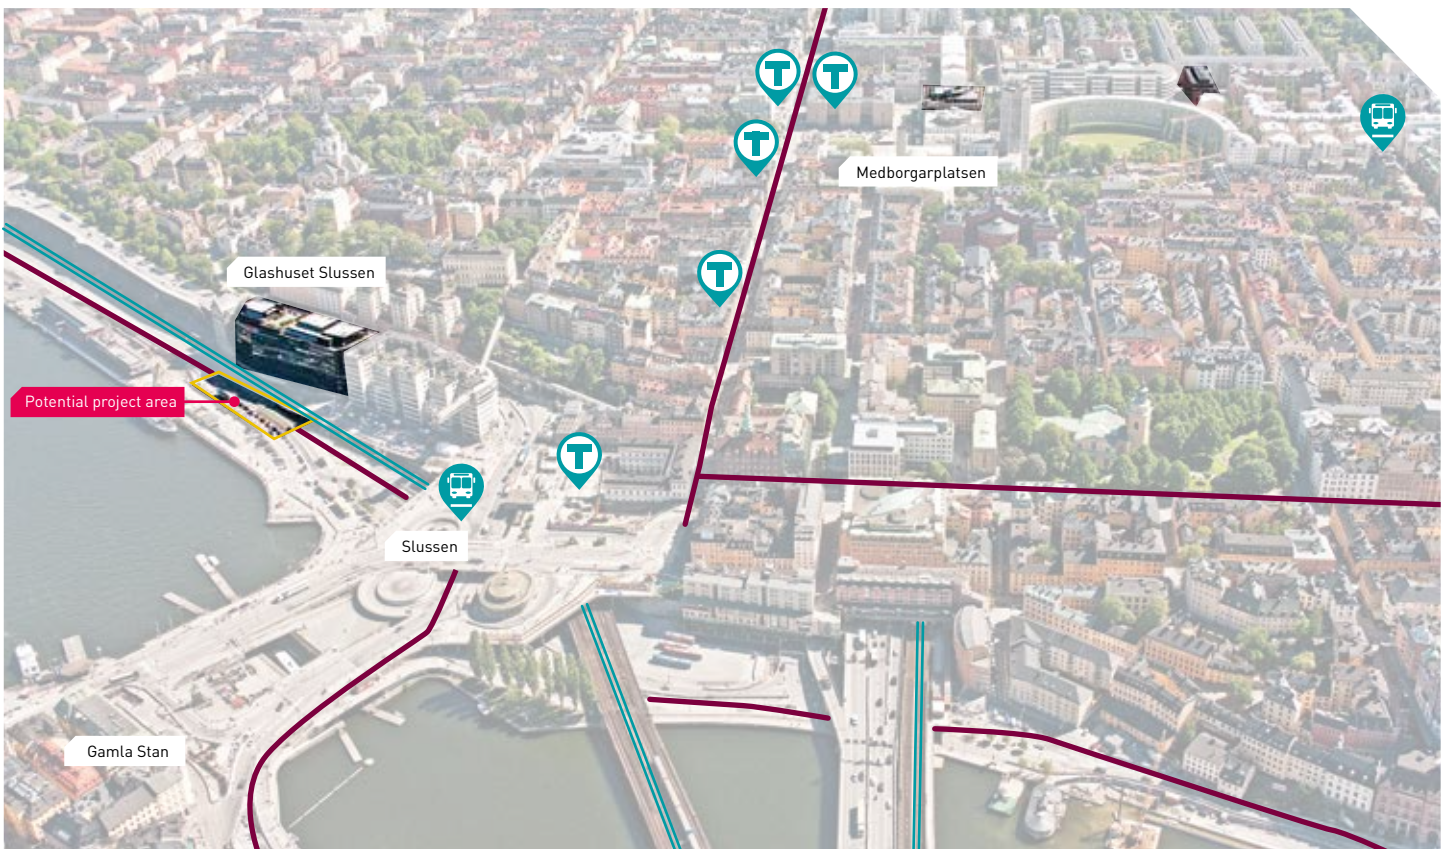 T
T
T
Medborgarplatsen
Glashuset Slussen
T
Potential project area
T
Slussen
Gamla Stan